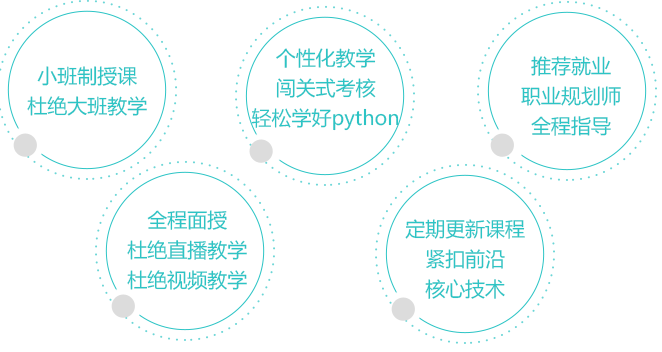 小班制授课
杜绝大班教学
个性化教学
闯关式考核
轻松学好python
推荐就业
职业规划师
全程指导
全程面授
杜绝直播教学
杜绝视频教学
定期更新课程
紧扣前沿
核心技术